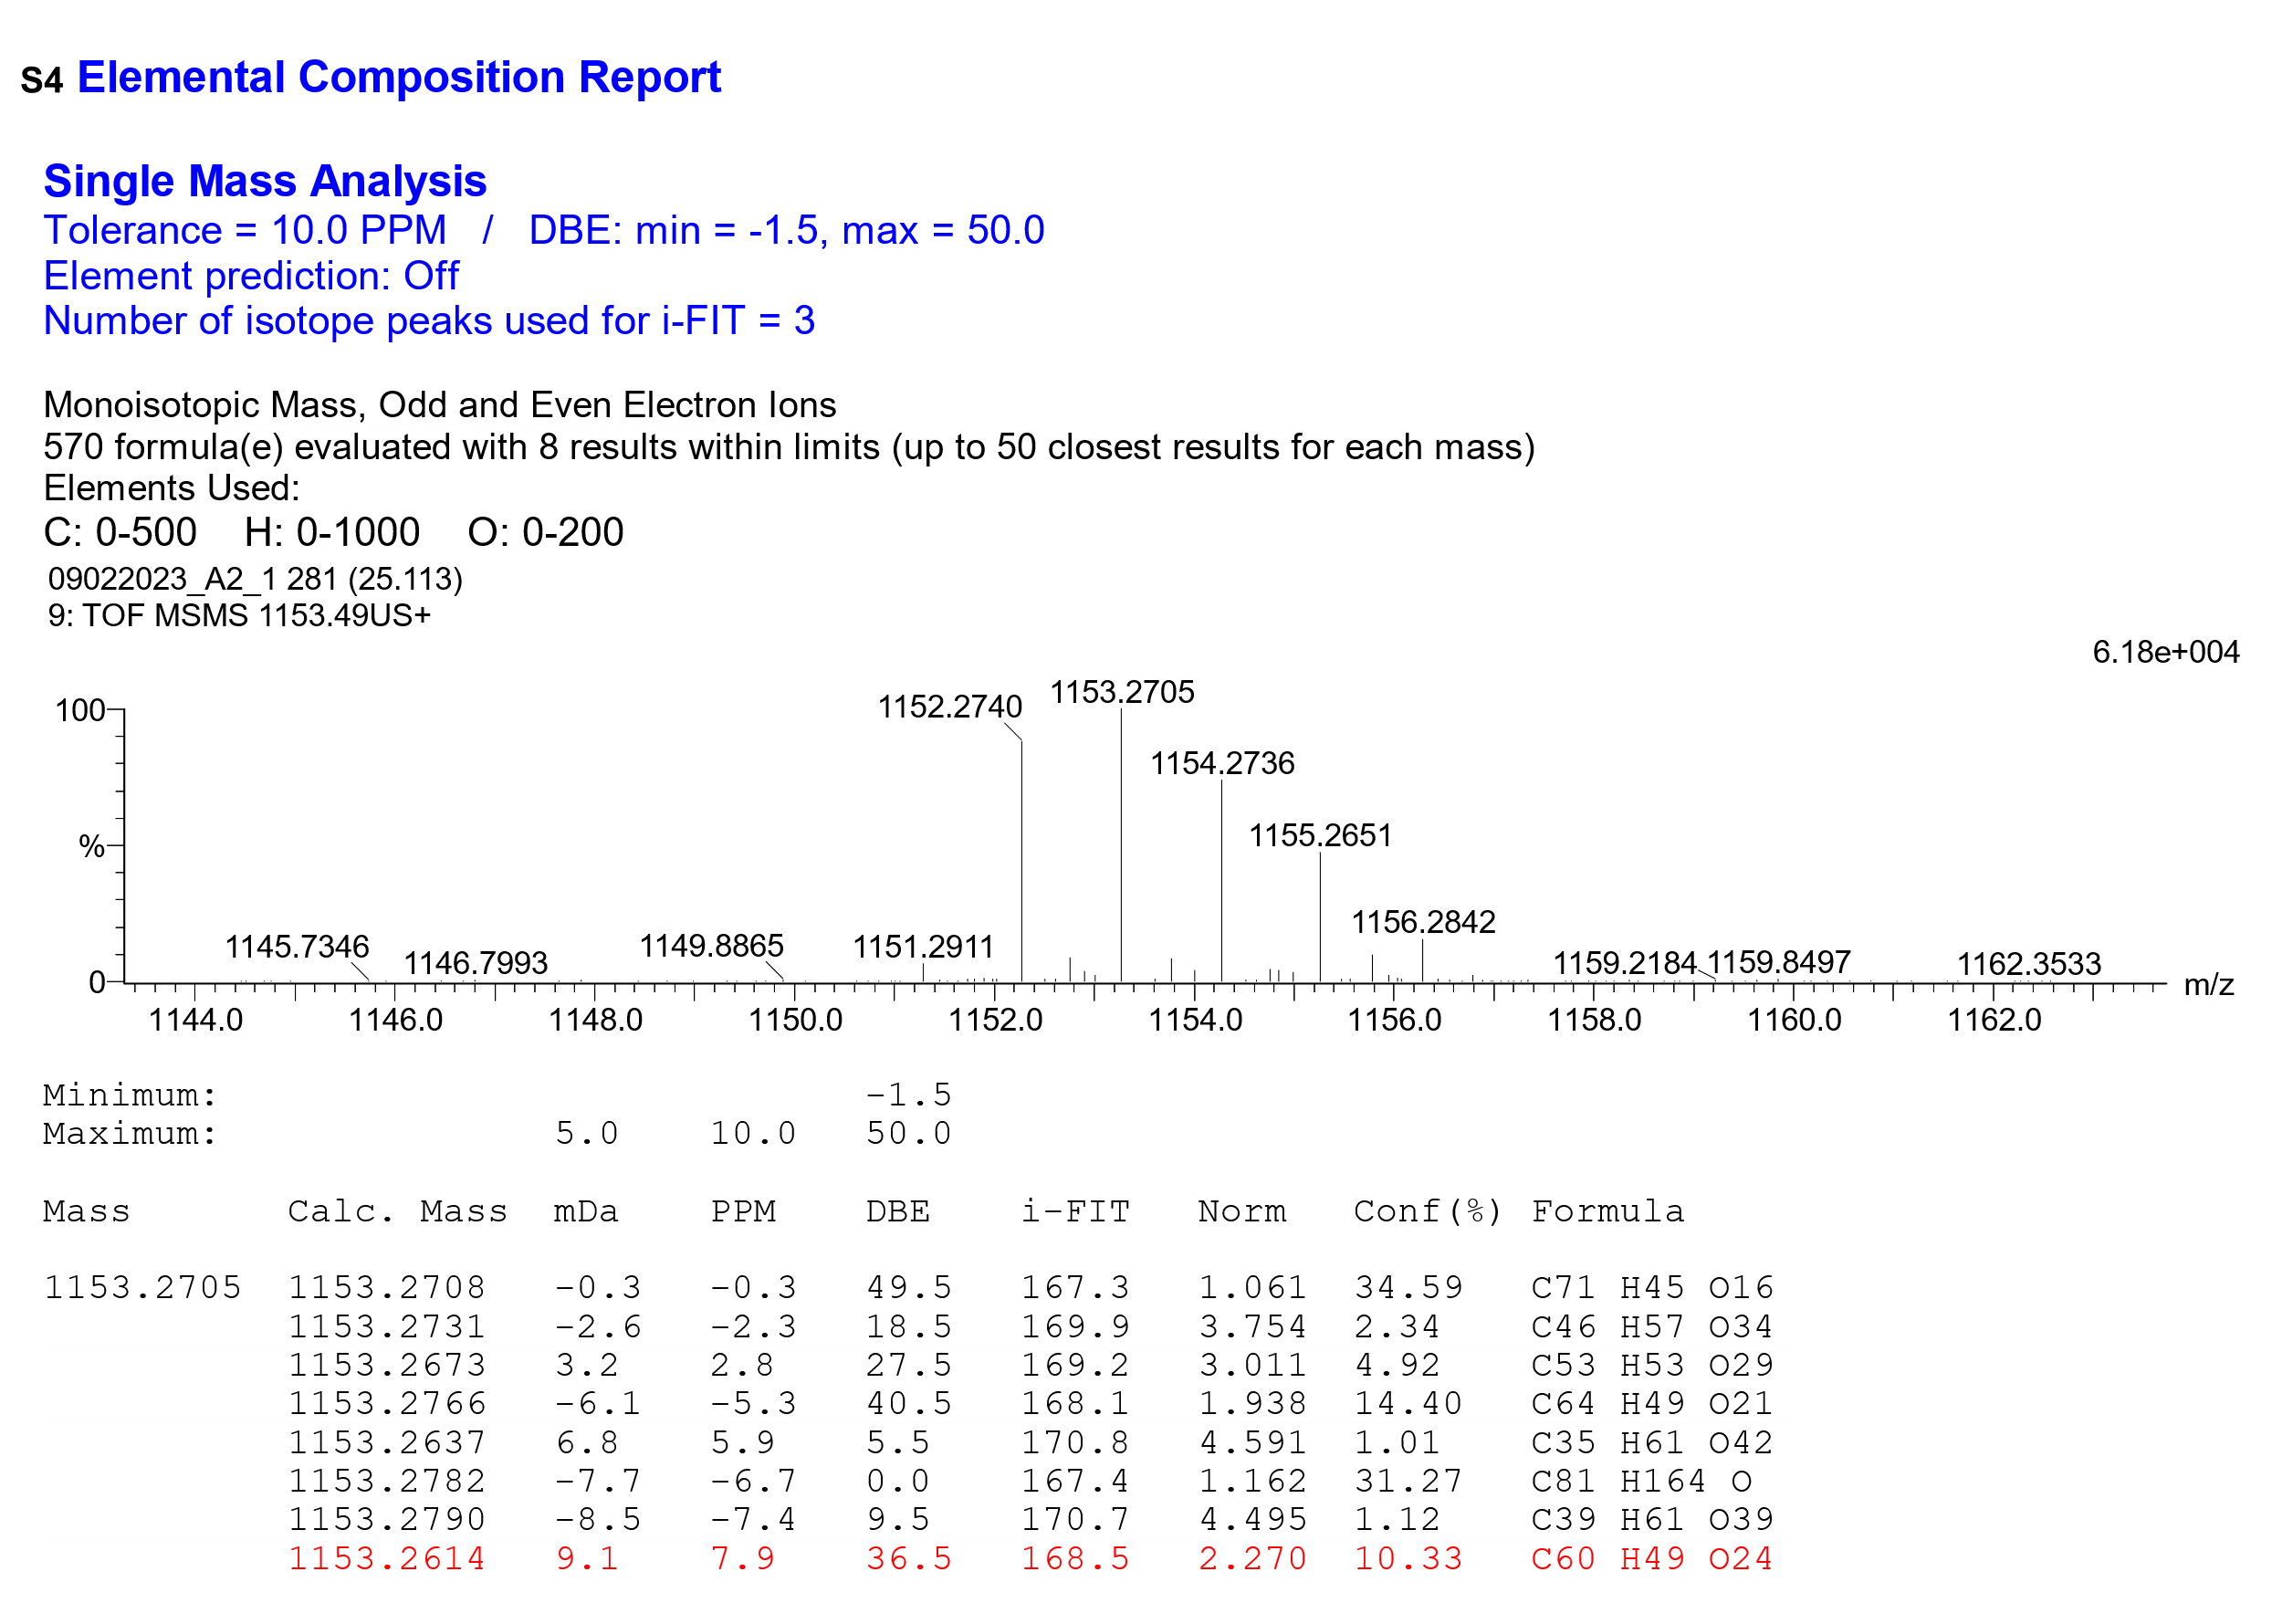 S4 Elemental Composition Report
Single Mass Analysis
Tolerance = 10.0 PPM / DBE: min = -1.5, max = 50.0
Element prediction: Off
Number of isotope peaks used for i-FIT = 3
Monoisotopic Mass, Odd and Even Electron Ions
570 formula(e) evaluated with 8 results within limits (up to 50 closest results for each mass)
Elements Used:
C: 0-500 H: 0-1000 O: 0-200
09022023_A2_1 281 (25.113)
9: TOF MSMS 1153.49US+
6.18e+004
100
%
0
1145.7346
1146.7993
1149.8865
1151.2911
1152.2740
1153.2705
1154.2736
1155.2651
1156.2842
1159.2184
1159.8497
1162.3533
m/z
1144.0 1146.0 1148.0 1150.0 1152.0 1154.0 1156.0 1158.0 1160.0 1162.0
Minimum: -1.5
Maximum: 5.0 10.0 50.0
Mass Calc. Mass mDa PPM DBE i-FIT Norm Conf(%) Formula
1153.2705 1153.2708 -0.3 -0.3 49.5 167.3 1.061 34.59 C71 H45 O16
1153.2731 -2.6 -2.3 18.5 169.9 3.754 2.34 C46 H57 O34
1153.2673 3.2 2.8 27.5 169.2 3.011 4.92 C53 H53 O29
1153.2766 -6.1 -5.3 40.5 168.1 1.938 14.40 C64 H49 O21
1153.2637 6.8 5.9 5.5 170.8 4.591 1.01 C35 H61 O42
1153.2782 -7.7 -6.7 0.0 167.4 1.162 31.27 C81 H164 O
1153.2790 -8.5 -7.4 9.5 170.7 4.495 1.12 C39 H61 O39
1153.2614 9.1 7.9 36.5 168.5 2.270 10.33 C60 H49 O24